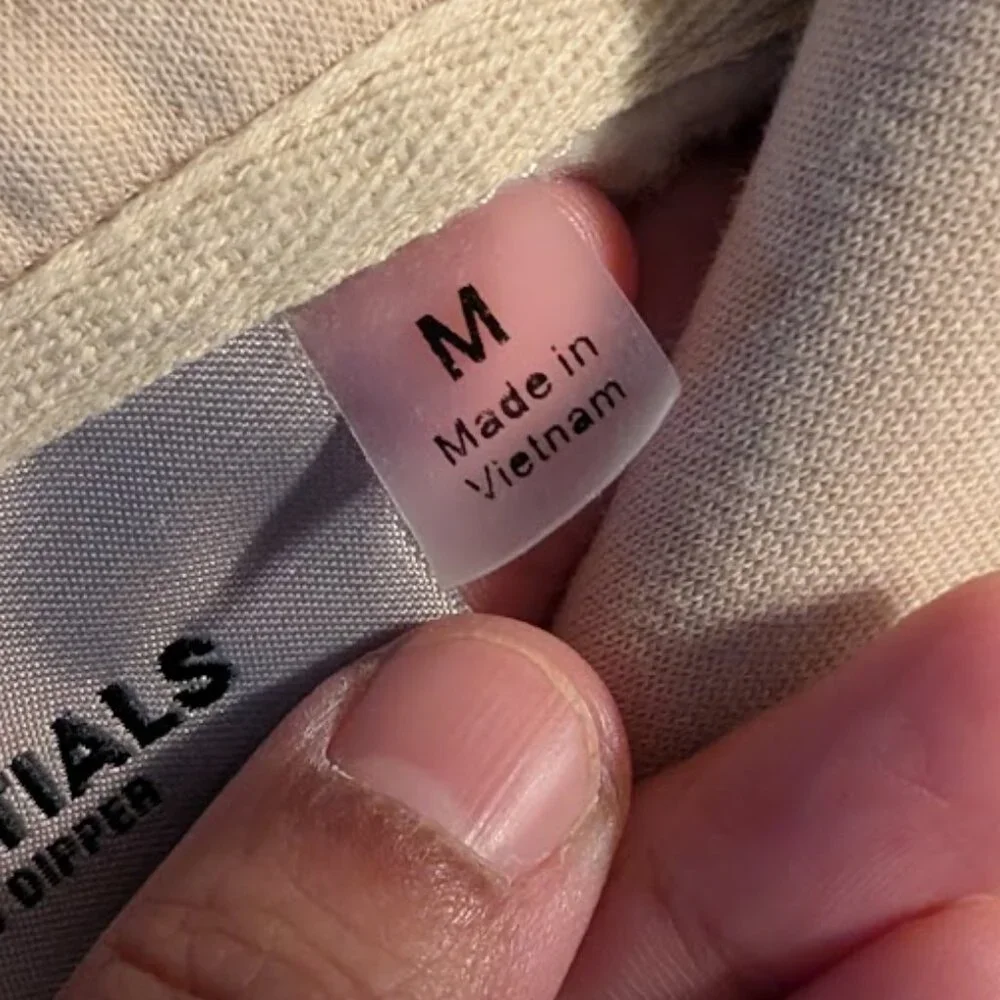 M
Made in
Vietnam
TIALS
DIPPER